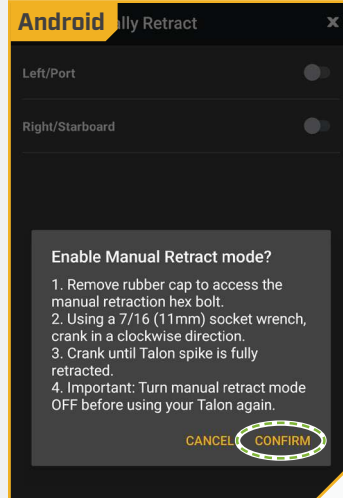 Android
ally Retract x
Left/Port
Right/Starboard
Enable Manual Retract mode?
1. Remove rubber cap to access the
manual retraction hex bolt.
2. Using a 7/16 (11mm) socket wrench,
crank in a clockwise direction.
3. Crank until Talon spike is fully
retracted.
4. Important: Turn manual retract mode
OFF before using your Talon again.
CANCEL CONFIRM